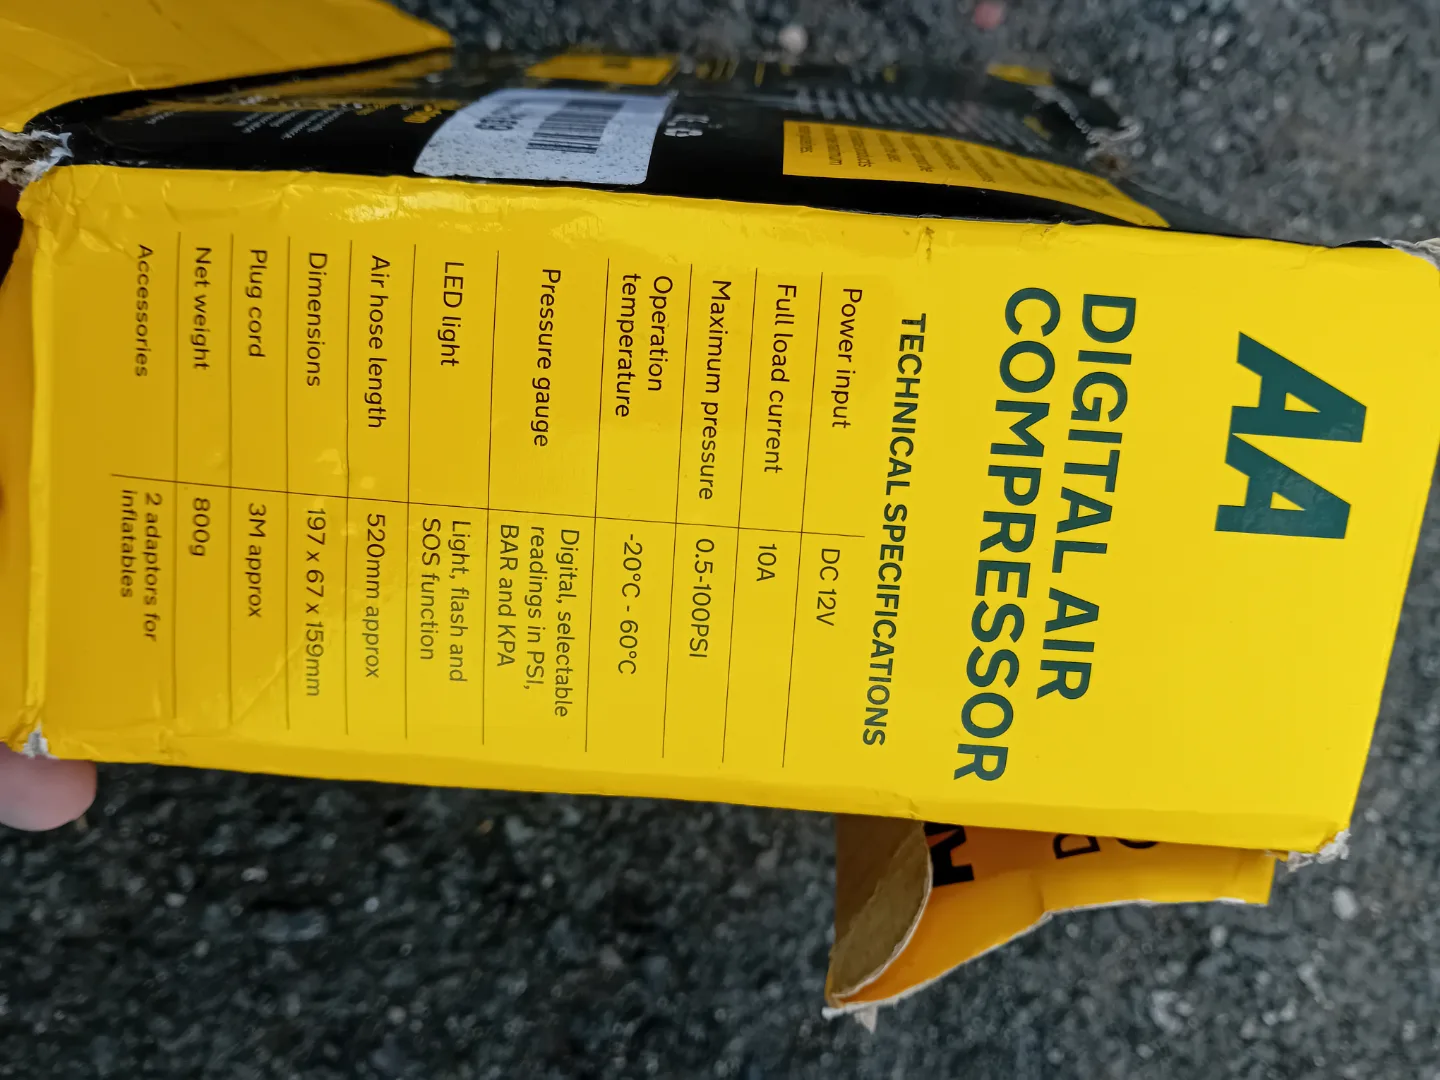 AA
DIGITAL AIR
COMPRESSOR
TECHNICAL SPECIFICATIONS
Power input DC 12V
Full load current 10A
Maximum pressure 0.5-100PSI
Operation
temperature -20°C - 60°C
Pressure gauge Digital, selectable
readings in PSI,
BAR and KPA
LED light Light, flash and
SOS function
Air hose length 520mm approx
Dimensions 197 x 67 x 159mm
Plug cord 3M approx
Net weight 800g
Accessories 2 adaptors for
inflatables